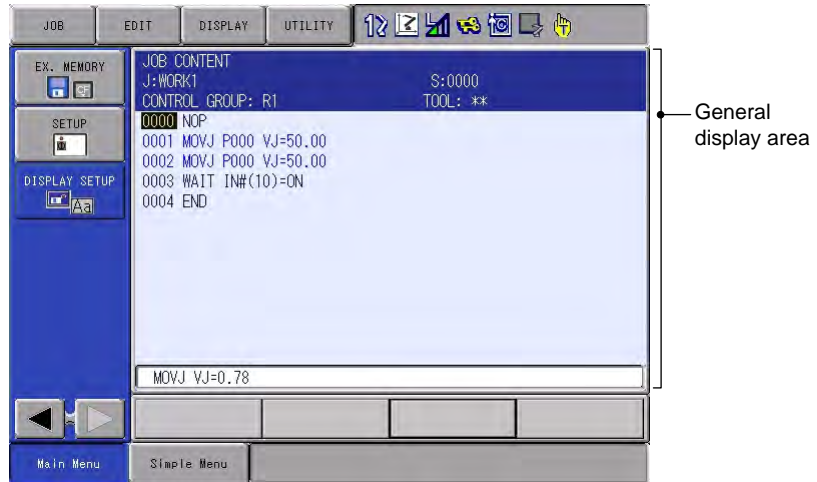 JOB EDIT DISPLAY UTILITY
EX. MEMORY
CF
SETUP
DISPLAY SETUP
Aa
JOB CONTENT
J:WORK1 S:0000
CONTROL GROUP: R1 TOOL: **
0000 NOP
0001 MOVJ P000 VJ=50.00
0002 MOVJ P000 VJ=50.00
0003 WAIT IN#(10)=ON
0004 END
MOVJ VJ=0.78
Main Menu Simple Menu
General
display area